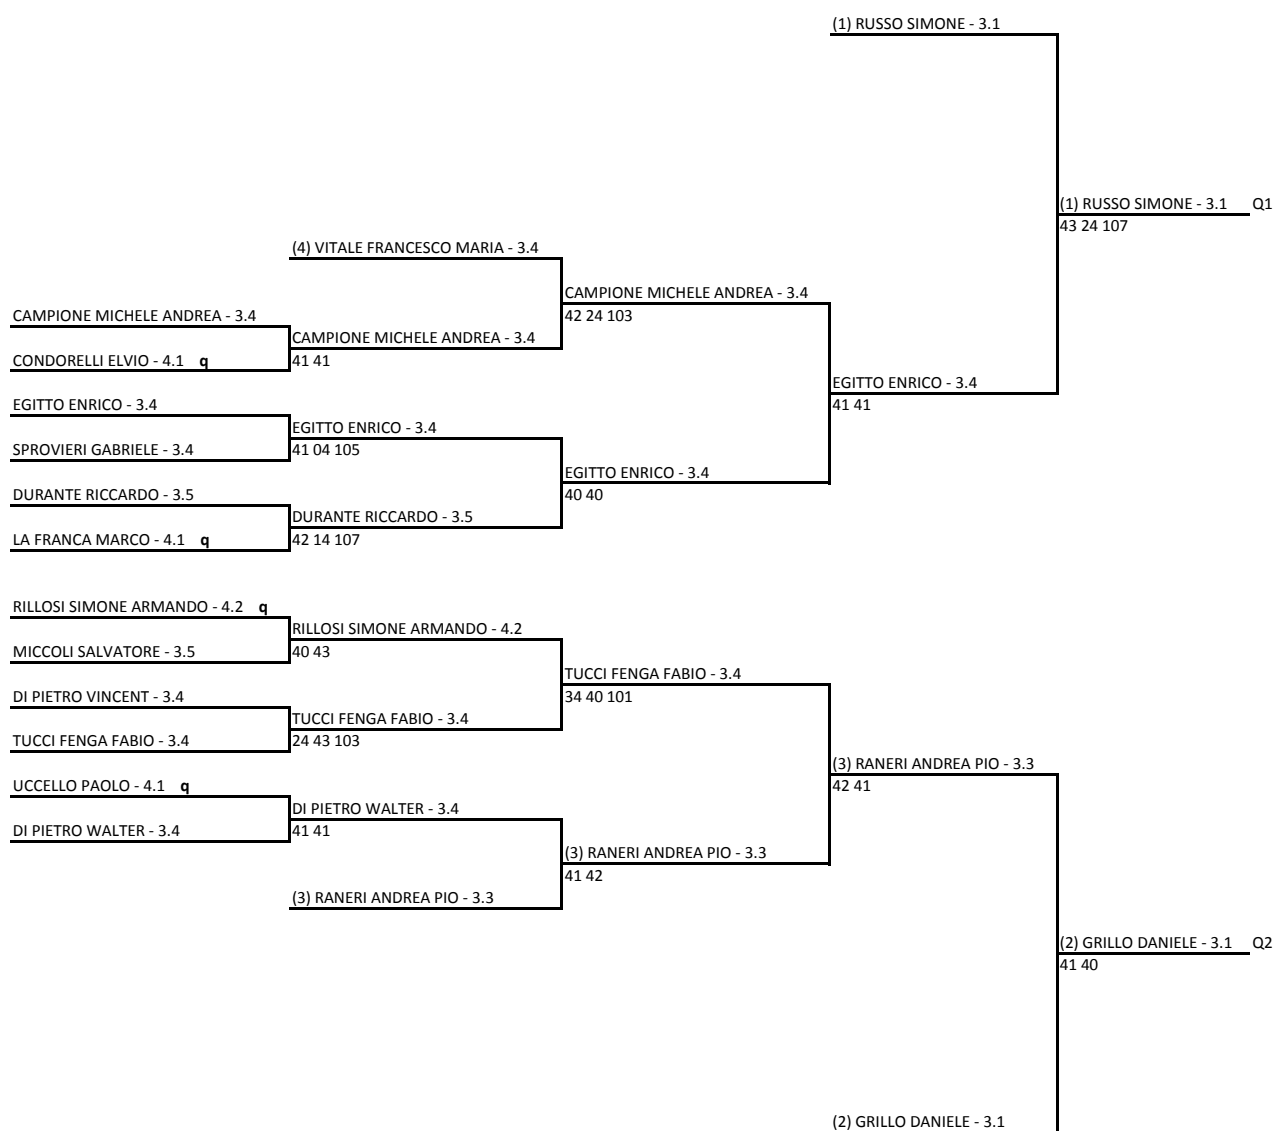 (1) RUSSO SIMONE - 3.1
(1) RUSSO SIMONE - 3.1 Q1
43 24 107
(4) VITALE FRANCESCO MARIA - 3.4
CAMPIONE MICHELE ANDREA - 3.4
42 24 103
CAMPIONE MICHELE ANDREA - 3.4
CAMPIONE MICHELE ANDREA - 3.4
41 41
CONDORELLI ELVIO - 4.1 q
EGITTO ENRICO - 3.4
41 41
EGITTO ENRICO - 3.4
EGITTO ENRICO - 3.4
41 04 105
SPROVIERI GABRIELE - 3.4
EGITTO ENRICO - 3.4
40 40
DURANTE RICCARDO - 3.5
DURANTE RICCARDO - 3.5
42 14 107
LA FRANCA MARCO - 4.1 q
RILLOSI SIMONE ARMANDO - 4.2 q
RILLOSI SIMONE ARMANDO - 4.2
40 43
MICCOLI SALVATORE - 3.5
TUCCI FENGA FABIO - 3.4
34 40 101
DI PIETRO VINCENT - 3.4
TUCCI FENGA FABIO - 3.4
24 43 103
TUCCI FENGA FABIO - 3.4
(3) RANERI ANDREA PIO - 3.3
42 41
UCCELLO PAOLO - 4.1 q
DI PIETRO WALTER - 3.4
41 41
DI PIETRO WALTER - 3.4
(3) RANERI ANDREA PIO - 3.3
41 42
(3) RANERI ANDREA PIO - 3.3
(2) GRILLO DANIELE - 3.1 Q2
41 40
(2) GRILLO DANIELE - 3.1